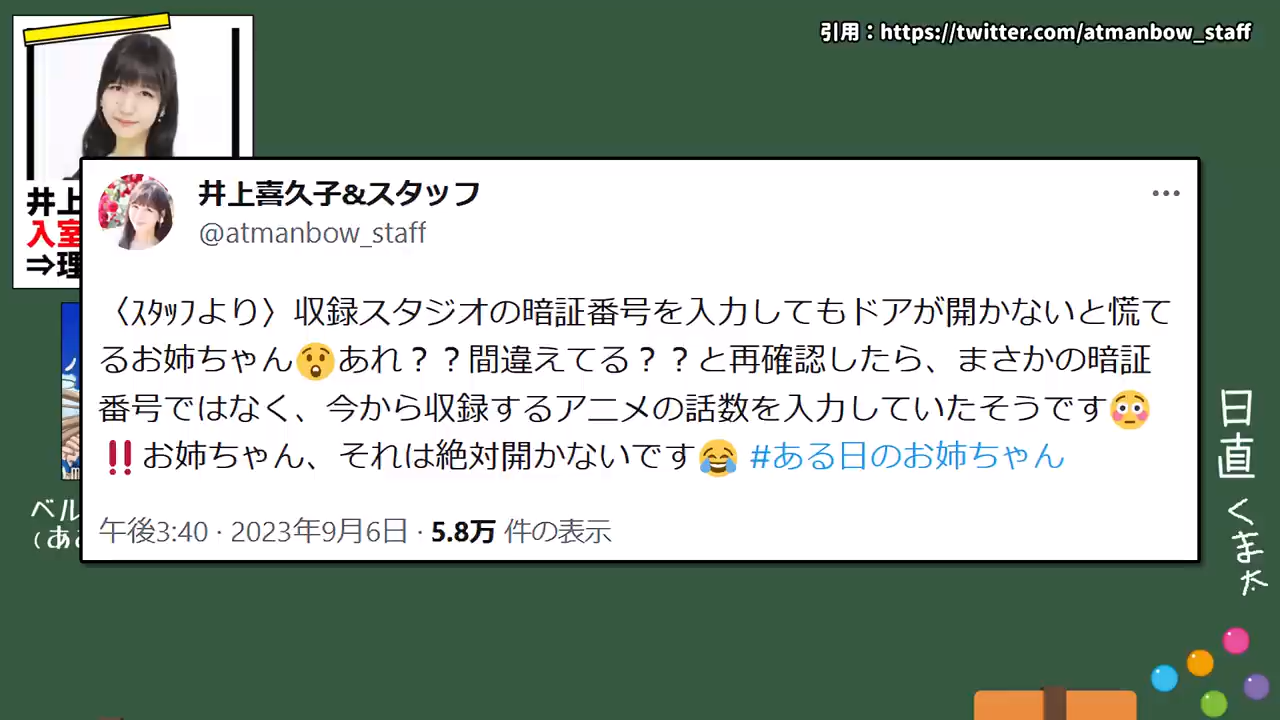 引用：https://twitter.com/atmanbow_staff
井上
入室
⇒理
井上喜久子&スタッフ
@atmanbow_staff
〈ｽﾀｯﾌより〉収録スタジオの暗証番号を入力してもドアが開かないと慌て
るお姉ちゃん😲あれ？？間違えてる？？と再確認したら、まさかの暗証
番号ではなく、今から収録するアニメの話数を入力していたそうです😳
‼️お姉ちゃん、それは絶対開かないです😂 #ある日のお姉ちゃん
午後3:40 · 2023年9月6日 · 5.8万 件の表示
ベル
（あ
日直
くま太